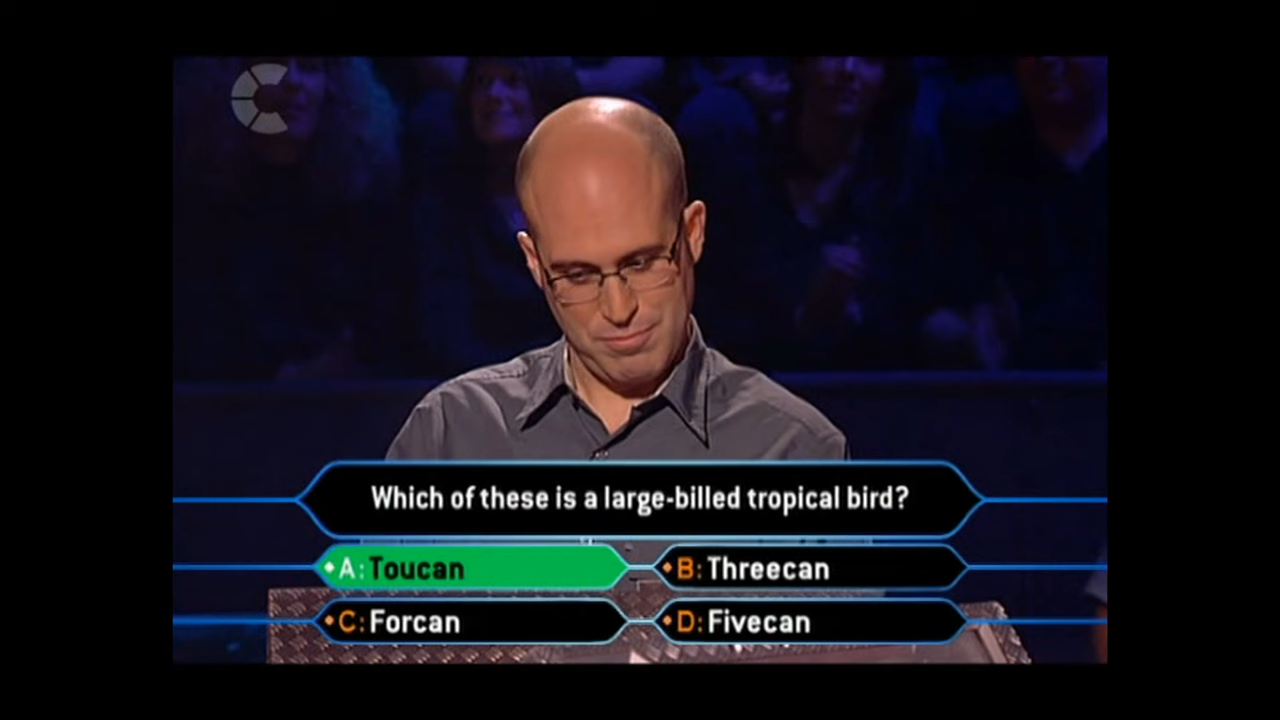 Which of these is a large-billed tropical bird?
A: Toucan
B: Threecan
C: Forcan
D: Fivecan